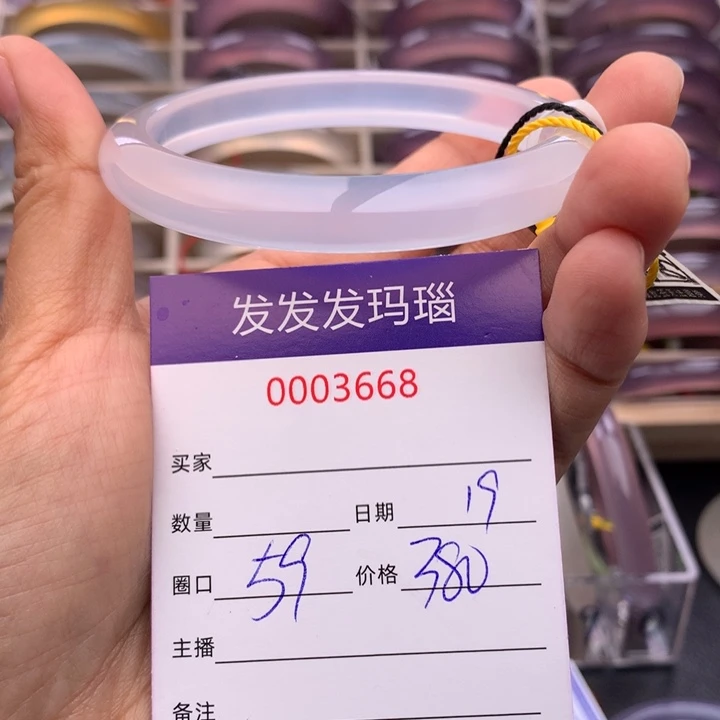 发发发玛瑙
0003668
买家
数量 日期 19
圈口 59 价格 380
主播
备注